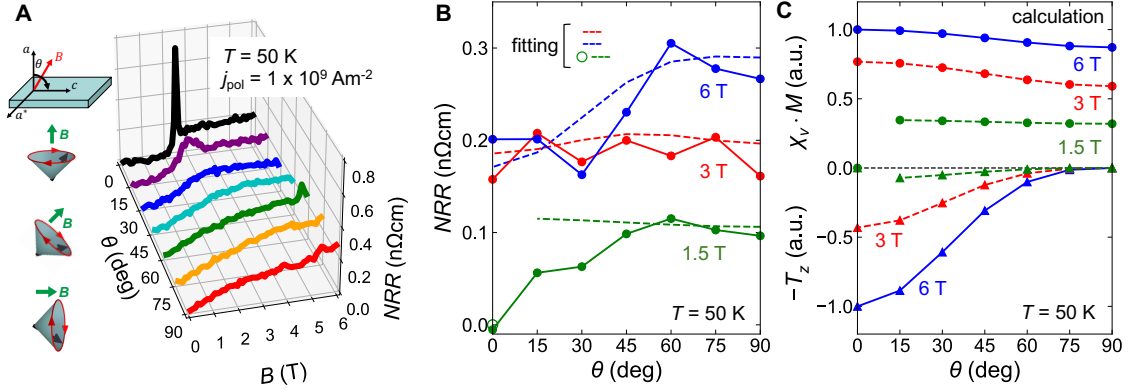 A
a
B
θ
c
a*
B
B
B
T = 50 K
j_pol = 1 x 10⁹ Am⁻²
0
15
30
45
60
75
90
θ (deg)
0 1 2 3 4 5 6
B (T)
0.0
0.2
0.4
0.6
0.8
NRR (nΩcm)
B
fitting
6 T
3 T
1.5 T
T = 50 K
0.3
0.2
0.1
0.0
NRR (nΩcm)
0 15 30 45 60 75 90
θ (deg)
C
calculation
6 T
3 T
1.5 T
3 T
6 T
T = 50 K
1.0
0.5
0.0
−0.5
−1.0
χ_v · M (a.u.)
−T_z (a.u.)
0 15 30 45 60 75 90
θ (deg)